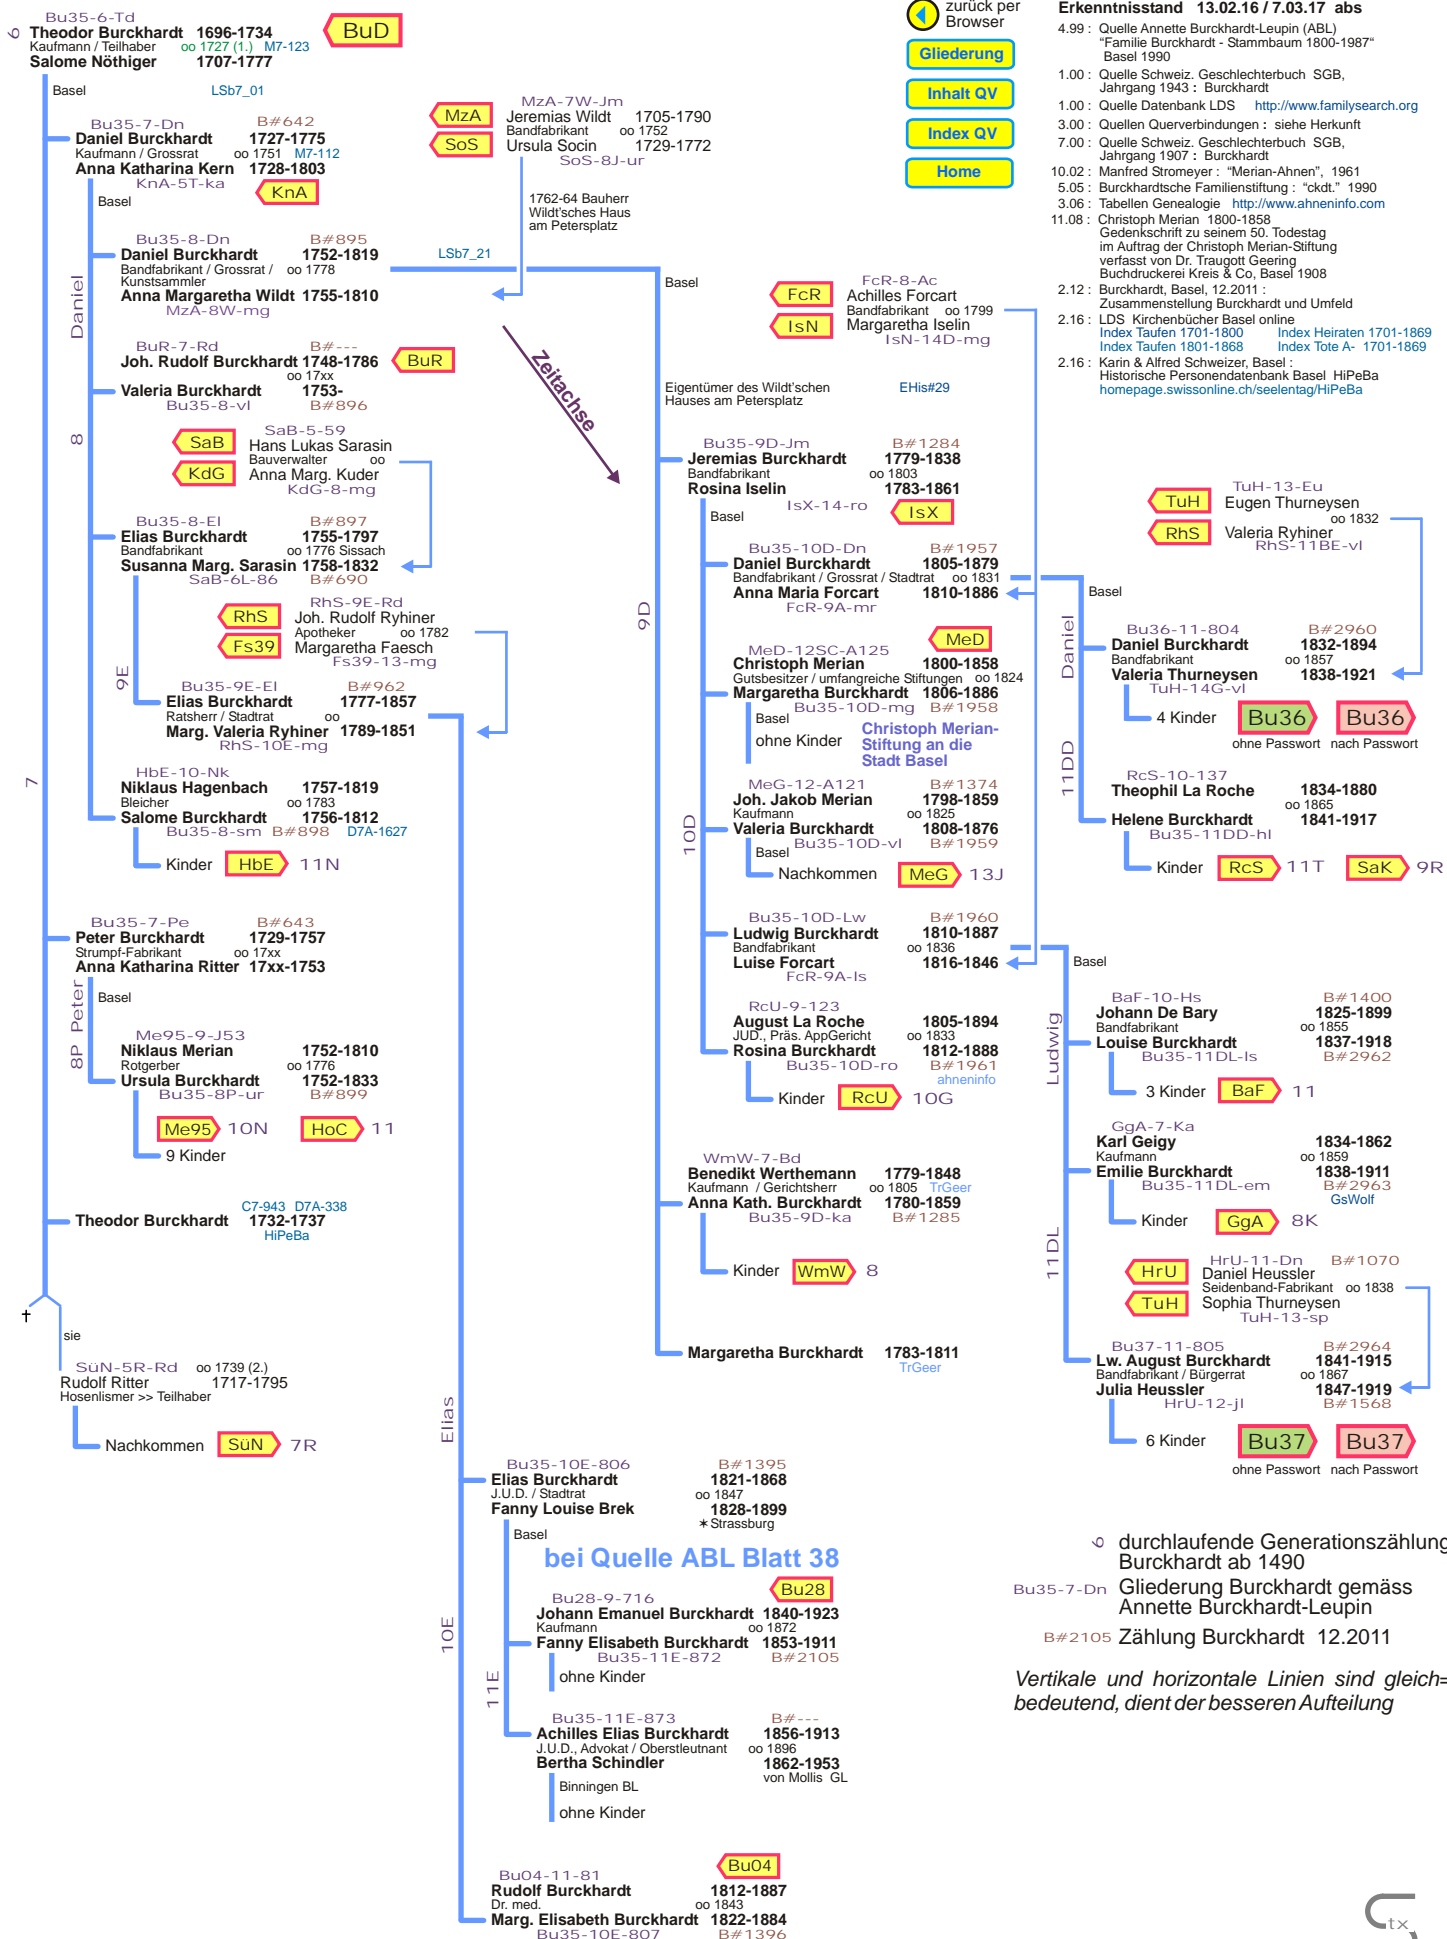 Bu35-6-Td
6
Theodor Burckhardt 1696-1734
BuD
Kaufmann / Teilhaber oo 1727 (1.) M7-123
Salome Nöthiger 1707-1777
Basel
LSb7_01
Bu35-7-Dn B#642
Daniel Burckhardt 1727-1775
Kaufmann / Grossrat oo 1751 M7-112
Anna Katharina Kern 1728-1803
KnA-5T-ka
KnA
Basel
Bu35-8-Dn B#895
Daniel Burckhardt 1752-1819
Bandfabrikant / Grossrat / oo 1778
Kunstsammler
Anna Margaretha Wildt 1755-1810
MzA-8W-mg
Daniel
LSb7_21
MzA
SoS
MzA-7W-Jm
Jeremias Wildt 1705-1790
Bandfabrikant oo 1752
Ursula Socin 1729-1772
SoS-8J-ur
1762-64 Bauherr
Wildt'sches Haus
am Petersplatz
BuR-7-Rd B#---
Joh. Rudolf Burckhardt 1748-1786
BuR
oo 17xx
Valeria Burckhardt 1753-
Bu35-8-vl B#896
8
SaB
KdG
SaB-5-59
Hans Lukas Sarasin
Bauverwalter oo
Anna Marg. Kuder
KdG-8-mg
Bu35-8-El B#897
Elias Burckhardt 1755-1797
Bandfabrikant oo 1776 Sissach
Susanna Marg. Sarasin 1758-1832
SaB-6L-86 B#690
RhS
Fs39
RhS-9E-Rd
Joh. Rudolf Ryhiner
Apotheker oo 1782
Margaretha Faesch
Fs39-13-mg
9E
Bu35-9E-El B#962
Elias Burckhardt 1777-1857
Ratsherr / Stadtrat oo
Marg. Valeria Ryhiner 1789-1851
RhS-10E-mg
7
HbE-10-Nk
Niklaus Hagenbach 1757-1819
Bleicher oo 1783
Salome Burckhardt 1756-1812
Bu35-8-sm B#898 D7A-1627
Kinder HbE 11N
Bu35-7-Pe B#643
Peter Burckhardt 1729-1757
Strumpf-Fabrikant oo 17xx
Anna Katharina Ritter 17xx-1753
Basel
8P Peter
Me95-9-J53
Niklaus Merian 1752-1810
Rotgerber oo 1776
Ursula Burckhardt 1752-1833
Bu35-8P-ur B#899
Me95 10N HoC 11
9 Kinder
C7-943 D7A-338
Theodor Burckhardt 1732-1737
HiPeBa
†
sie
SüN-5R-Rd oo 1739 (2.)
Rudolf Ritter 1717-1795
Hosenlismer >> Teilhaber
Nachkommen SüN 7R
Zeitachse
Basel
FcR
IsN
FcR-8-Ac
Achilles Forcart
Bandfabrikant oo 1799
Margaretha Iselin
IsN-14D-mg
Eigentümer des Wildt'schen EHis#29
Hauses am Petersplatz
9D
Bu35-9D-Jm B#1284
Jeremias Burckhardt 1779-1838
Bandfabrikant oo 1803
Rosina Iselin 1783-1861
IsX-14-ro
IsX
Basel
Bu35-10D-Dn B#1957
Daniel Burckhardt 1805-1879
Bandfabrikant / Grossrat / Stadtrat oo 1831
Anna Maria Forcart 1810-1886
FcR-9A-mr
MeD
MeD-12SC-A125
Christoph Merian 1800-1858
Gutsbesitzer / umfangreiche Stiftungen oo 1824
Margaretha Burckhardt 1806-1886
Bu35-10D-mg B#1958
Basel
ohne Kinder
Christoph Merian-
Stiftung an die
Stadt Basel
10D
MeG-12-A121 B#1374
Joh. Jakob Merian 1798-1859
Kaufmann oo 1825
Valeria Burckhardt 1808-1876
Bu35-10D-vl B#1959
Basel
Nachkommen MeG 13J
Bu35-10D-Lw B#1960
Ludwig Burckhardt 1810-1887
Bandfabrikant oo 1836
Luise Forcart 1816-1846
FcR-9A-ls
RcU-9-123
August La Roche 1805-1894
JUD., Präs. AppGericht oo 1833
Rosina Burckhardt 1812-1888
Bu35-10D-ro B#1961
ahneninfo
Kinder RcU 10G
WmW-7-Bd
Benedikt Werthemann 1779-1848
Kaufmann / Gerichtsherr oo 1805 TrGeer
Anna Kath. Burckhardt 1780-1859
Bu35-9D-ka B#1285
Kinder WmW 8
Margaretha Burckhardt 1783-1811
TrGeer
Elias
Bu35-10E-806 B#1395
Elias Burckhardt 1821-1868
J.U.D. / Stadtrat oo 1847
Fanny Louise Brek 1828-1899
✶Strassburg
Basel
bei Quelle ABL Blatt 38
Bu28
Bu28-9-716
Johann Emanuel Burckhardt 1840-1923
Kaufmann oo 1872
Fanny Elisabeth Burckhardt 1853-1911
Bu35-11E-872 B#2105
ohne Kinder
10E
11E
Bu35-11E-873 B#---
Achilles Elias Burckhardt 1856-1913
J.U.D., Advokat / Oberstleutnant oo 1896
Bertha Schindler 1862-1953
von Mollis GL
Binningen BL
ohne Kinder
Bu04
Bu04-11-81
Rudolf Burckhardt 1812-1887
Dr. med. oo 1843
Marg. Elisabeth Burckhardt 1822-1884
Bu35-10E-807 B#1396
zurück per
Browser
Gliederung
Inhalt QV
Index QV
Home
Erkenntnisstand 13.02.16 / 7.03.17 abs
4.99 : Quelle Annette Burckhardt-Leupin (ABL)
"Familie Burckhardt - Stammbaum 1800-1987"
Basel 1990
1.00 : Quelle Schweiz. Geschlechterbuch SGB,
Jahrgang 1943 : Burckhardt
1.00 : Quelle Datenbank LDS http://www.familysearch.org
3.00 : Quellen Querverbindungen : siehe Herkunft
7.00 : Quelle Schweiz. Geschlechterbuch SGB,
Jahrgang 1907 : Burckhardt
10.02 : Manfred Stromeyer : "Merian-Ahnen", 1961
5.05 : Burckhardtsche Familienstiftung : "ckdt." 1990
3.06 : Tabellen Genealogie http://www.ahneninfo.com
11.08 : Christoph Merian 1800-1858
Gedenkschrift zu seinem 50. Todestag
im Auftrag der Christoph Merian-Stiftung
verfasst von Dr. Traugott Geering
Buchdruckerei Kreis & Co, Basel 1908
2.12 : Burckhardt, Basel, 12.2011 :
Zusammenstellung Burckhardt und Umfeld
2.16 : LDS Kirchenbücher Basel online
Index Taufen 1701-1800 Index Heiraten 1701-1869
Index Taufen 1801-1868 Index Tote A- 1701-1869
2.16 : Karin & Alfred Schweizer, Basel :
Historische Personendatenbank Basel HiPeBa
homepage.swissonline.ch/seelentag/HiPeBa
TuH
RhS
TuH-13-Eu
Eugen Thurneysen
oo 1832
Valeria Ryhiner
RhS-11BE-vl
Basel
Daniel
Bu36-11-804 B#2960
Daniel Burckhardt 1832-1894
Bandfabrikant oo 1857
Valeria Thurneysen 1838-1921
TuH-14G-vl
4 Kinder Bu36 Bu36
ohne Passwort nach Passwort
11DD
RcS-10-137
Theophil La Roche 1834-1880
oo 1865
Helene Burckhardt 1841-1917
Bu35-11DD-hl
Kinder RcS 11T SaK 9R
Basel
Ludwig
BaF-10-Hs B#1400
Johann De Bary 1825-1899
Bandfabrikant oo 1855
Louise Burckhardt 1837-1918
Bu35-11DL-ls B#2962
3 Kinder BaF 11
GgA-7-Ka
Karl Geigy 1834-1862
Kaufmann oo 1859
Emilie Burckhardt 1838-1911
Bu35-11DL-em B#2963
GsWolf
Kinder GgA 8K
11DL
HrU
TuH
HrU-11-Dn B#1070
Daniel Heussler
Seidenband-Fabrikant oo 1838
Sophia Thurneysen
TuH-13-sp
Bu37-11-805 B#2964
Lw. August Burckhardt 1841-1915
Bandfabrikant / Bürgerrat oo 1867
Julia Heussler 1847-1919
HrU-12-jl B#1568
6 Kinder Bu37 Bu37
ohne Passwort nach Passwort
6 durchlaufende Generationszählung
Burckhardt ab 1490
Bu35-7-Dn Gliederung Burckhardt gemäss
Annette Burckhardt-Leupin
B#2105 Zählung Burckhardt 12.2011
Vertikale und horizontale Linien sind gleich=
bedeutend, dient der besseren Aufteilung
tx